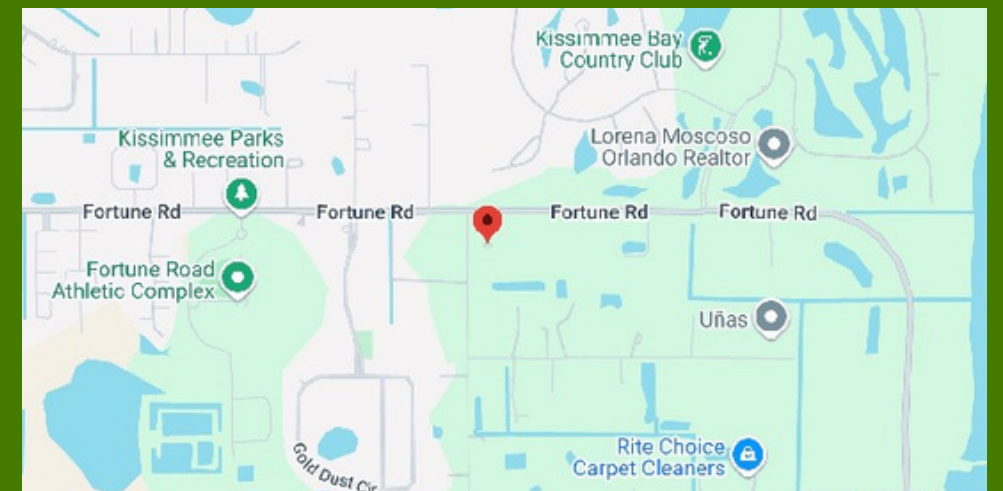 Kissimmee Bay
Country Club
Kissimmee Parks
& Recreation
Lorena Moscoso
Orlando Realtor
Fortune Rd
Fortune Rd
Fortune Rd
Fortune Rd
Fortune Road
Athletic Complex
Uñas
Rite Choice
Carpet Cleaners
Gold Dust Cir